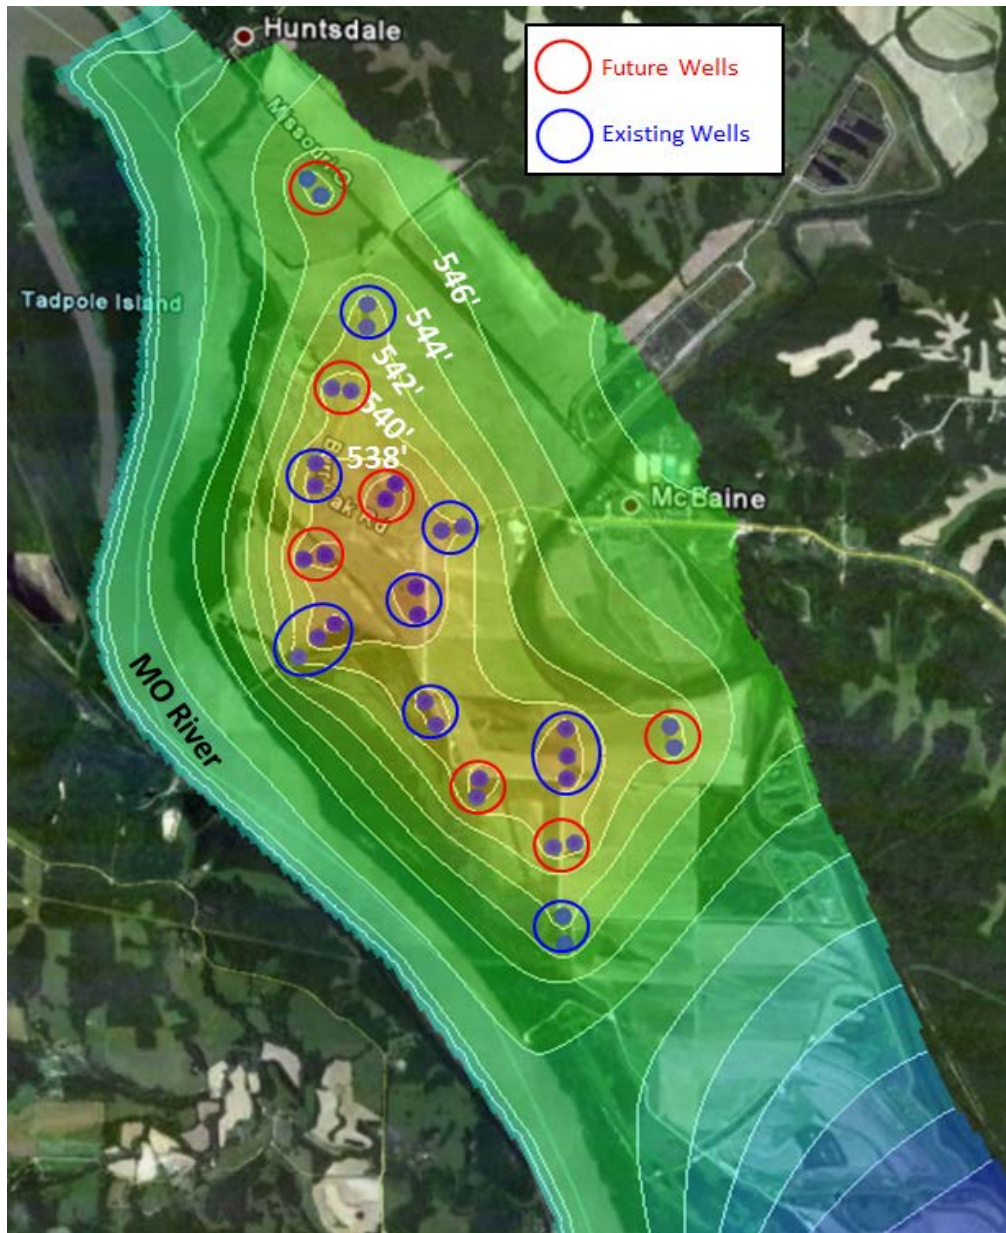 Huntsdale
Future Wells
Existing Wells
546'
Tadpole Island
544'
542'
540'
538'
McBaine
MO River